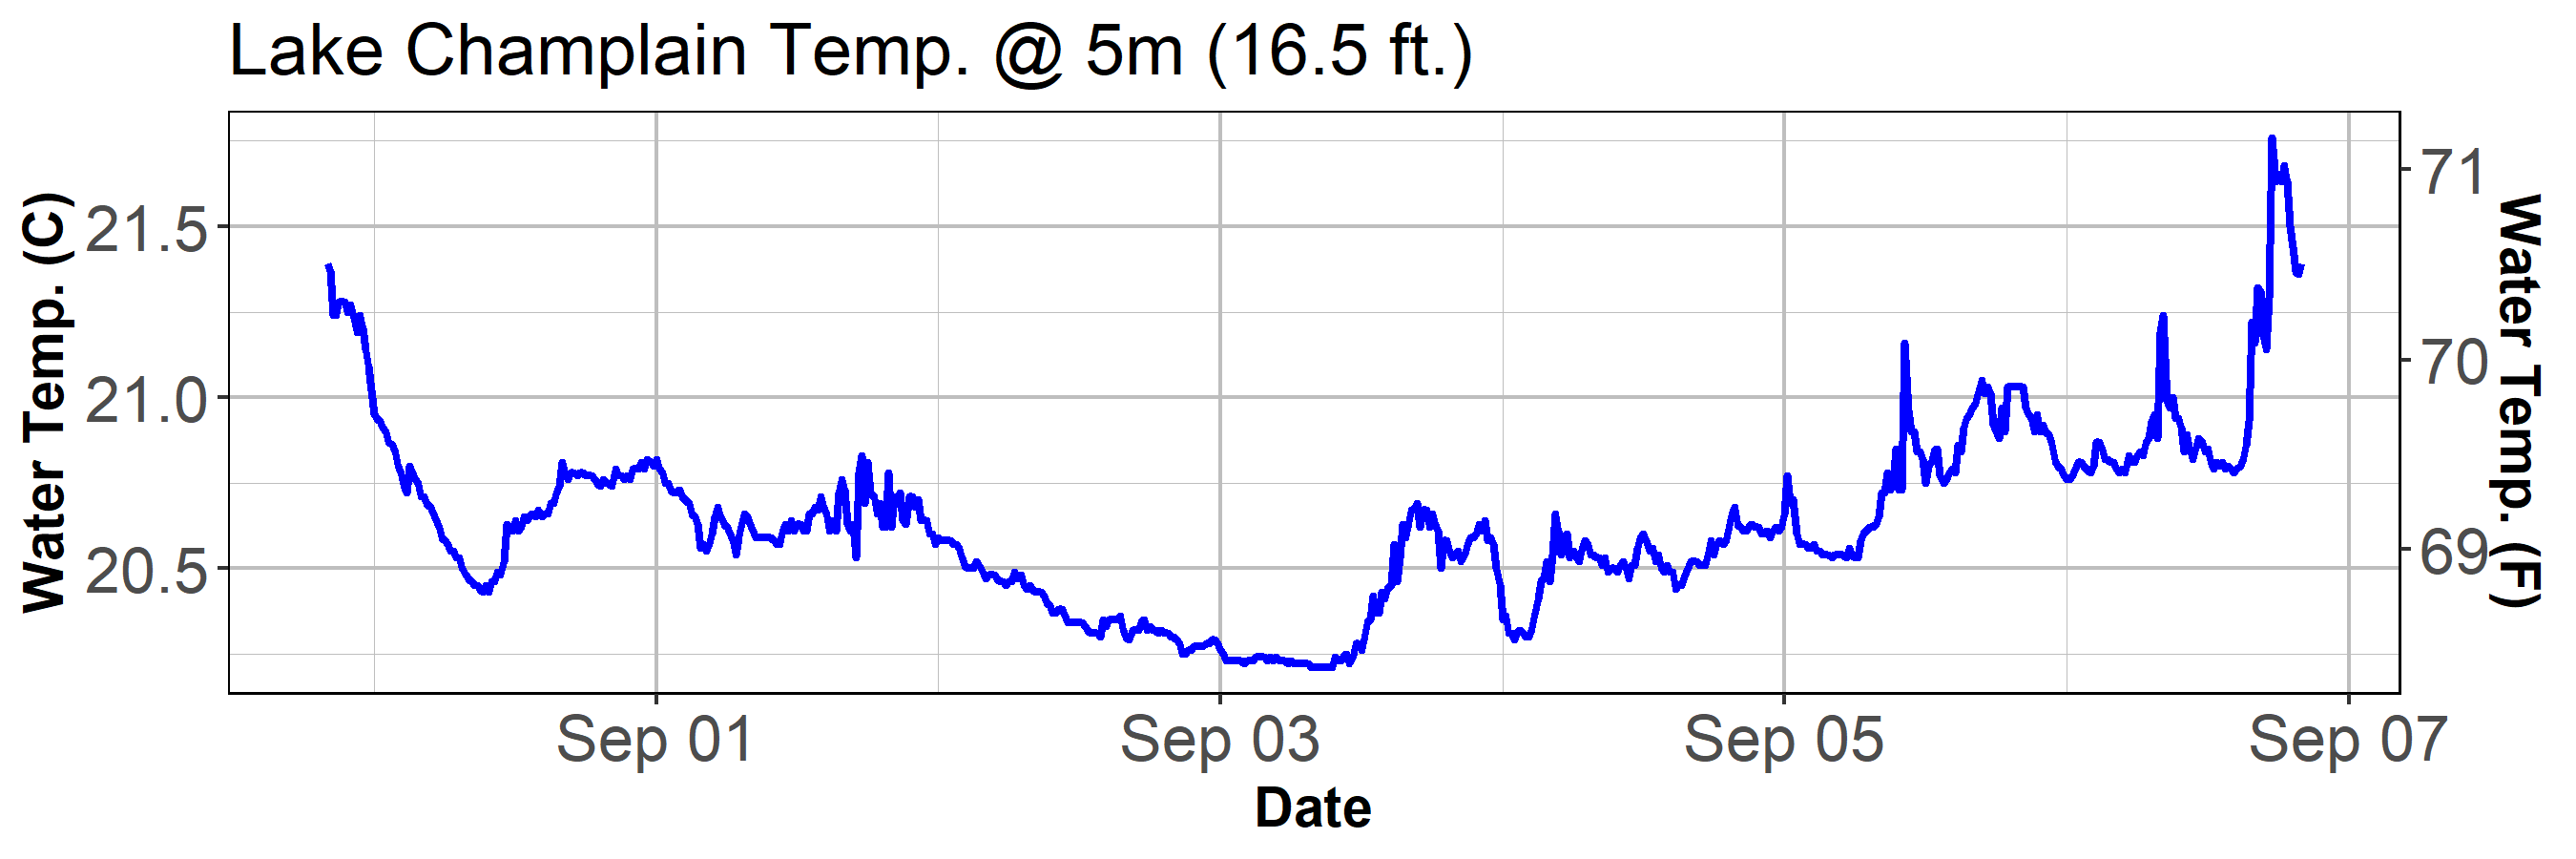 Lake Champlain Temp. @ 5m (16.5 ft.)
Water Temp. (C)
21.5
21.0
20.5
71
70
69
Water Temp. (F)
Sep 01 Sep 03 Sep 05 Sep 07
Date